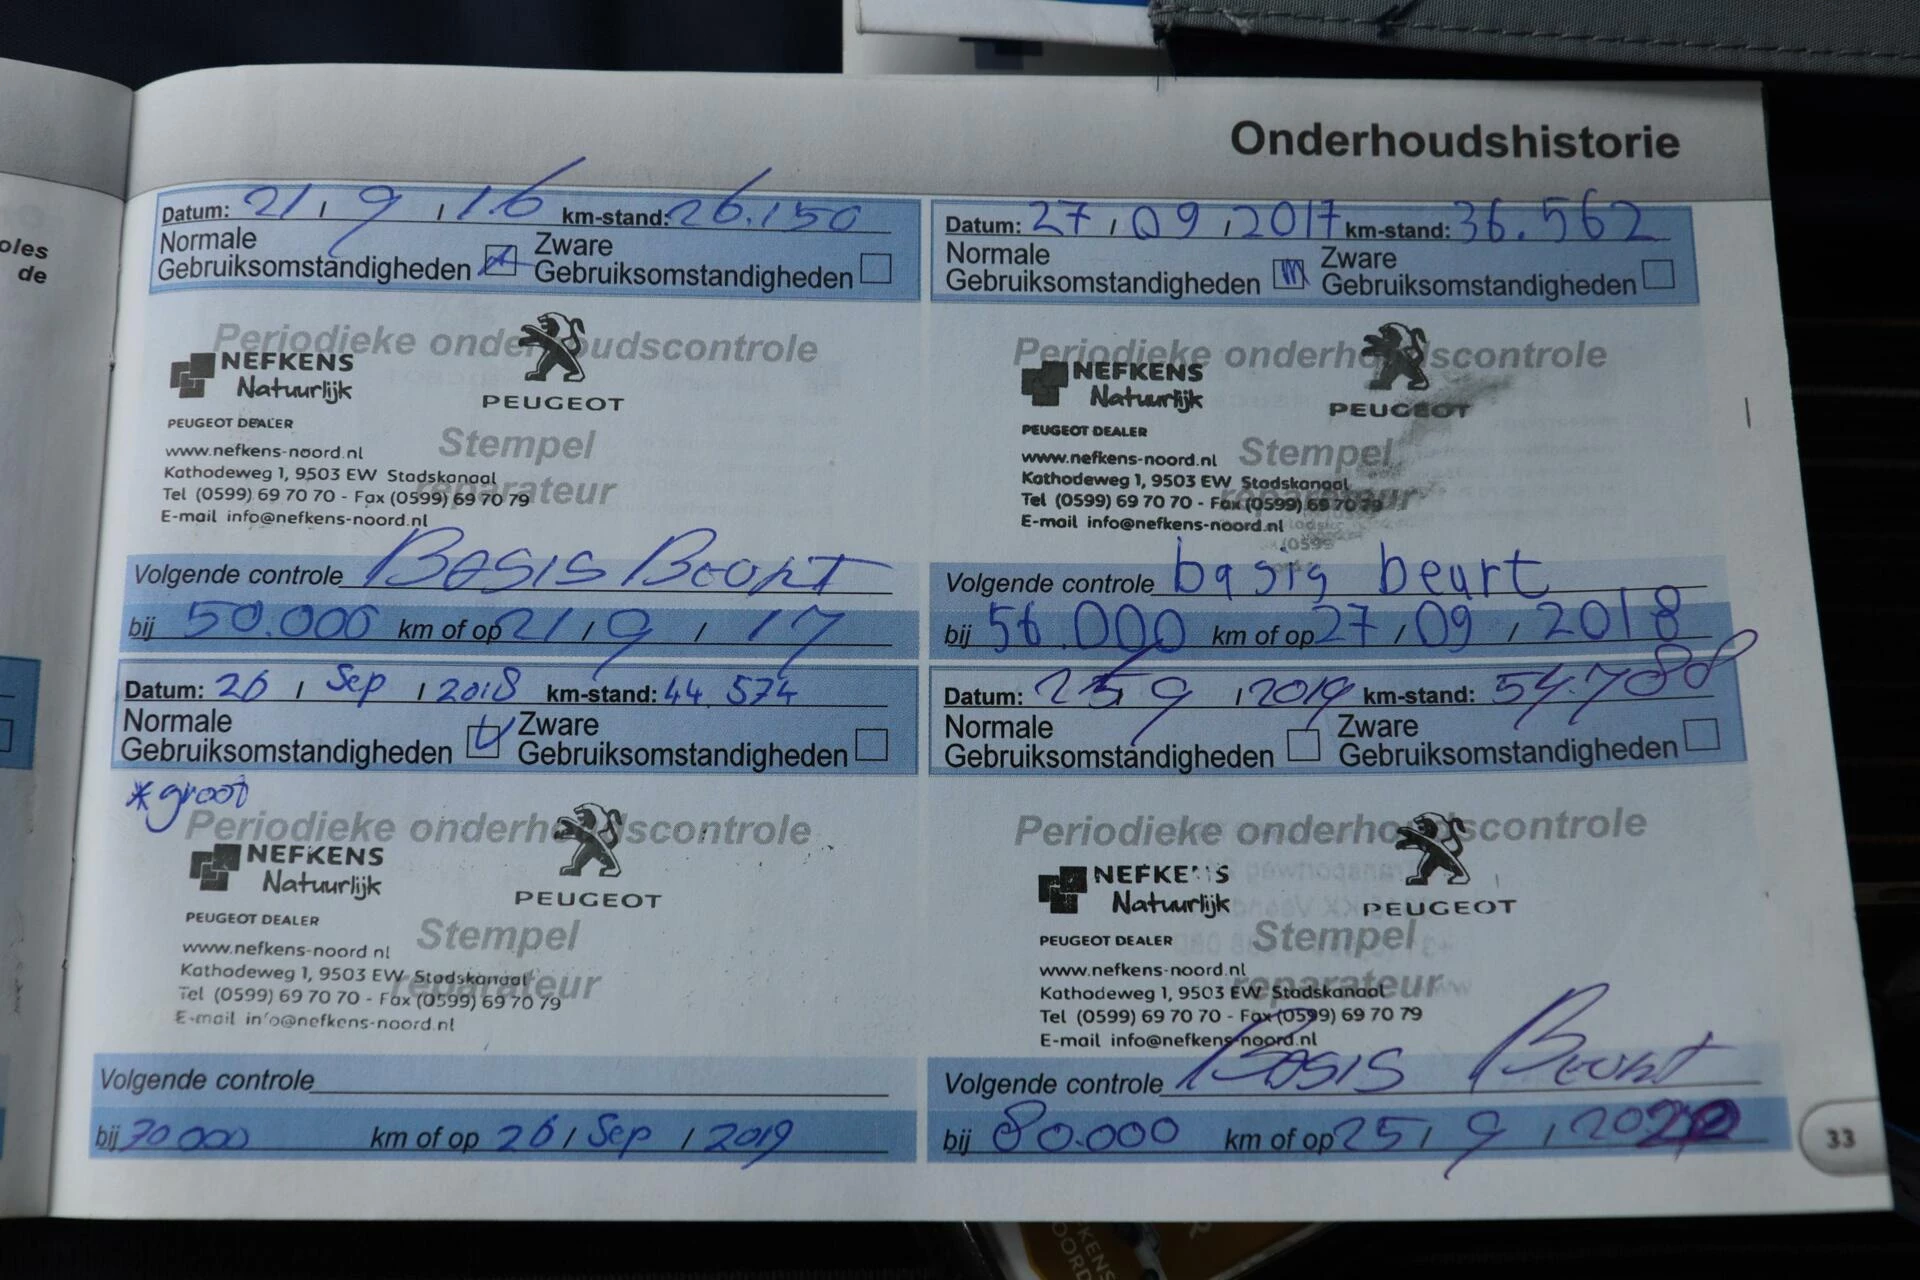 Onderhoudshistorie
oles
de
Datum: 21 / 9 / 16 km-stand: 26.150
Normale Gebruiksomstandigheden Zware Gebruiksomstandigheden
Periodieke onderhoudscontrole
NEFKENS
Natuurlijk
PEUGEOT
PEUGEOT DEALER
Stempel
reparateur
www.nefkens-noord.nl
Kathodeweg 1, 9503 EW Stadskanaal
Tel (0599) 69 70 70 - Fax (0599) 69 70 79
E-mail info@nefkens-noord.nl
Volgende controle Basis Beurt
bij 50.000 km of op 21 / 9 / 17
Datum: 27 / 09 / 2017 km-stand: 36.562
Normale Gebruiksomstandigheden Zware Gebruiksomstandigheden
Periodieke onderhoudscontrole
NEFKENS
Natuurlijk
PEUGEOT
PEUGEOT DEALER
Stempel
reparateur
www.nefkens-noord.nl
Kathodeweg 1, 9503 EW Stadskanaal
Tel (0599) 69 70 70 - Fax (0599) 69 70 79
E-mail info@nefkens-noord.nl
Volgende controle basis beurt
bij 56.000 km of op 27 / 09 / 2018
Datum: 26 / Sep / 2018 km-stand: 44 574
Normale Gebruiksomstandigheden Zware Gebruiksomstandigheden
*groot
Periodieke onderhoudscontrole
NEFKENS
Natuurlijk
PEUGEOT
PEUGEOT DEALER
Stempel
reparateur
www.nefkens-noord nl
Kathodeweg 1, 9503 EW Stadskanaal
Tel (0599) 69 70 70 - Fax (0599) 69 70 79
E-mail info@nefkens-noord.nl
Volgende controle
bij 70 000 km of op 26 / Sep / 2019
Datum: 25 9 / 2019 km-stand: 54.788
Normale Gebruiksomstandigheden Zware Gebruiksomstandigheden
Periodieke onderhoudscontrole
NEFKENS
Natuurlijk
PEUGEOT
PEUGEOT DEALER
Stempel
reparateur
www.nefkens-noord.nl
Kathodeweg 1, 9503 EW Stadskanaal
Tel (0599) 69 70 70 - Fax (0599) 69 70 79
E-mail info@nefkens-noord.nl
Volgende controle Basis Beurt
bij 80.000 km of op 25 / 9 / 2020
33